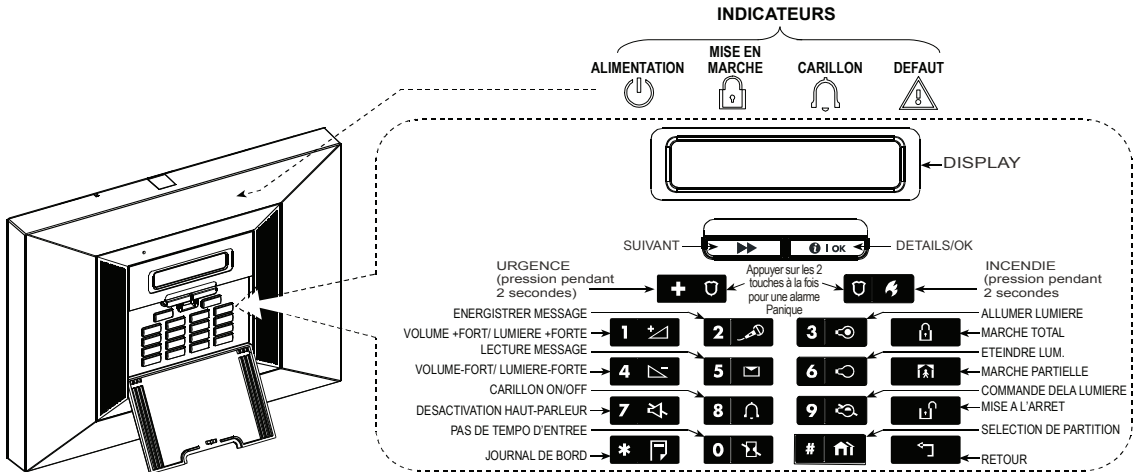 INDICATEURS
ALIMENTATION
MISE EN
MARCHE
CARILLON
DEFAUT
DISPLAY
SUIVANT
OK
DETAILS/OK
URGENCE
(pression pendant
2 secondes)
Appuyer sur les 2
touches à la fois
pour une alarme
Panique
INCENDIE
(pression pendant
2 secondes
ENERGISTRER MESSAGE
ALLUMER LUMIERE
VOLUME +FORT/ LUMIERE +FORTE
1
2
3
MARCHE TOTAL
LECTURE MESSAGE
ETEINDRE LUM.
VOLUME-FORT/ LUMIERE-FORTE
4
5
6
MARCHE PARTIELLE
CARILLON ON/OFF
COMMANDE DELA LUMIERE
DESACTIVATION HAUT-PARLEUR
7
8
9
MISE A L'ARRET
PAS DE TEMPO D'ENTREE
SELECTION DE PARTITION
JOURNAL DE BORD
*
0
#
RETOUR